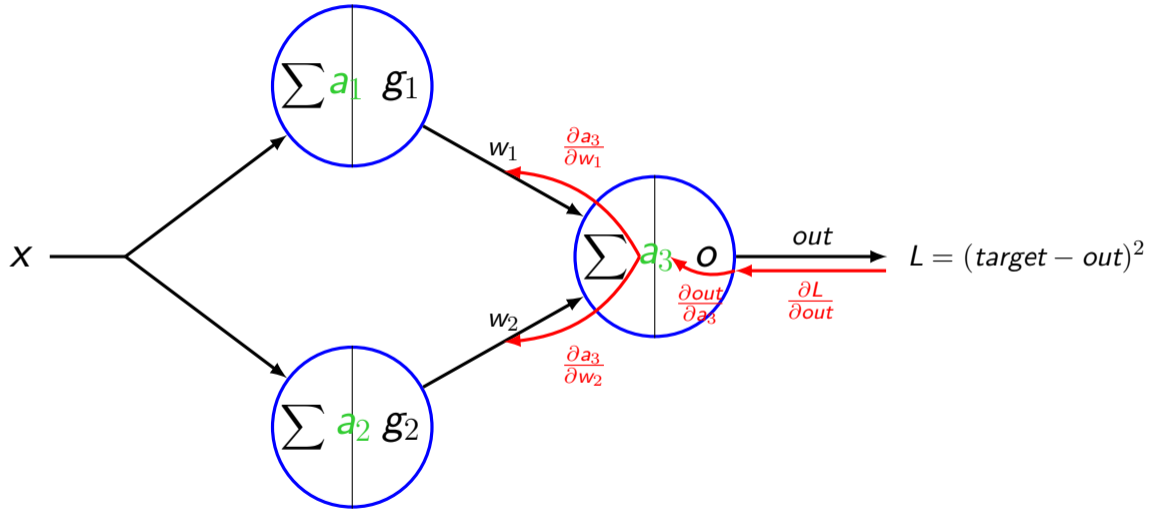 ∑ a₁ g₁
w₁
∂a₃/∂w₁
x
∑ a₃ o
out
L = (target − out)²
∂out/∂a₃
∂L/∂out
w₂
∂a₃/∂w₂
∑ a₂ g₂